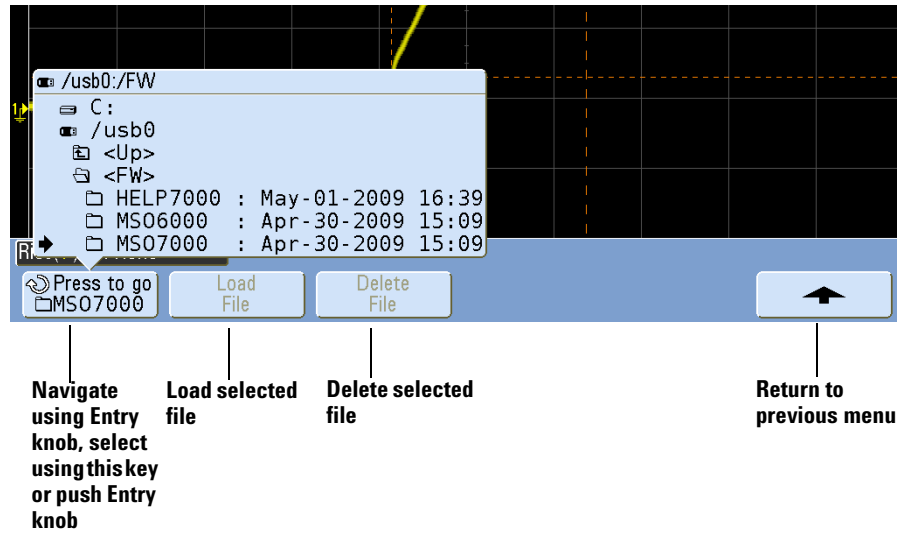 /usb0:/FW
C:
/usb0
<Up>
<FW>
HELP7000 : May-01-2009 16:39
MSO6000 : Apr-30-2009 15:09
MSO7000 : Apr-30-2009 15:09
Press to go
MSO7000
Load
File
Delete
File
Navigate
using Entry
knob, select
using this key
or push Entry
knob
Load selected
file
Delete selected
file
Return to
previous menu